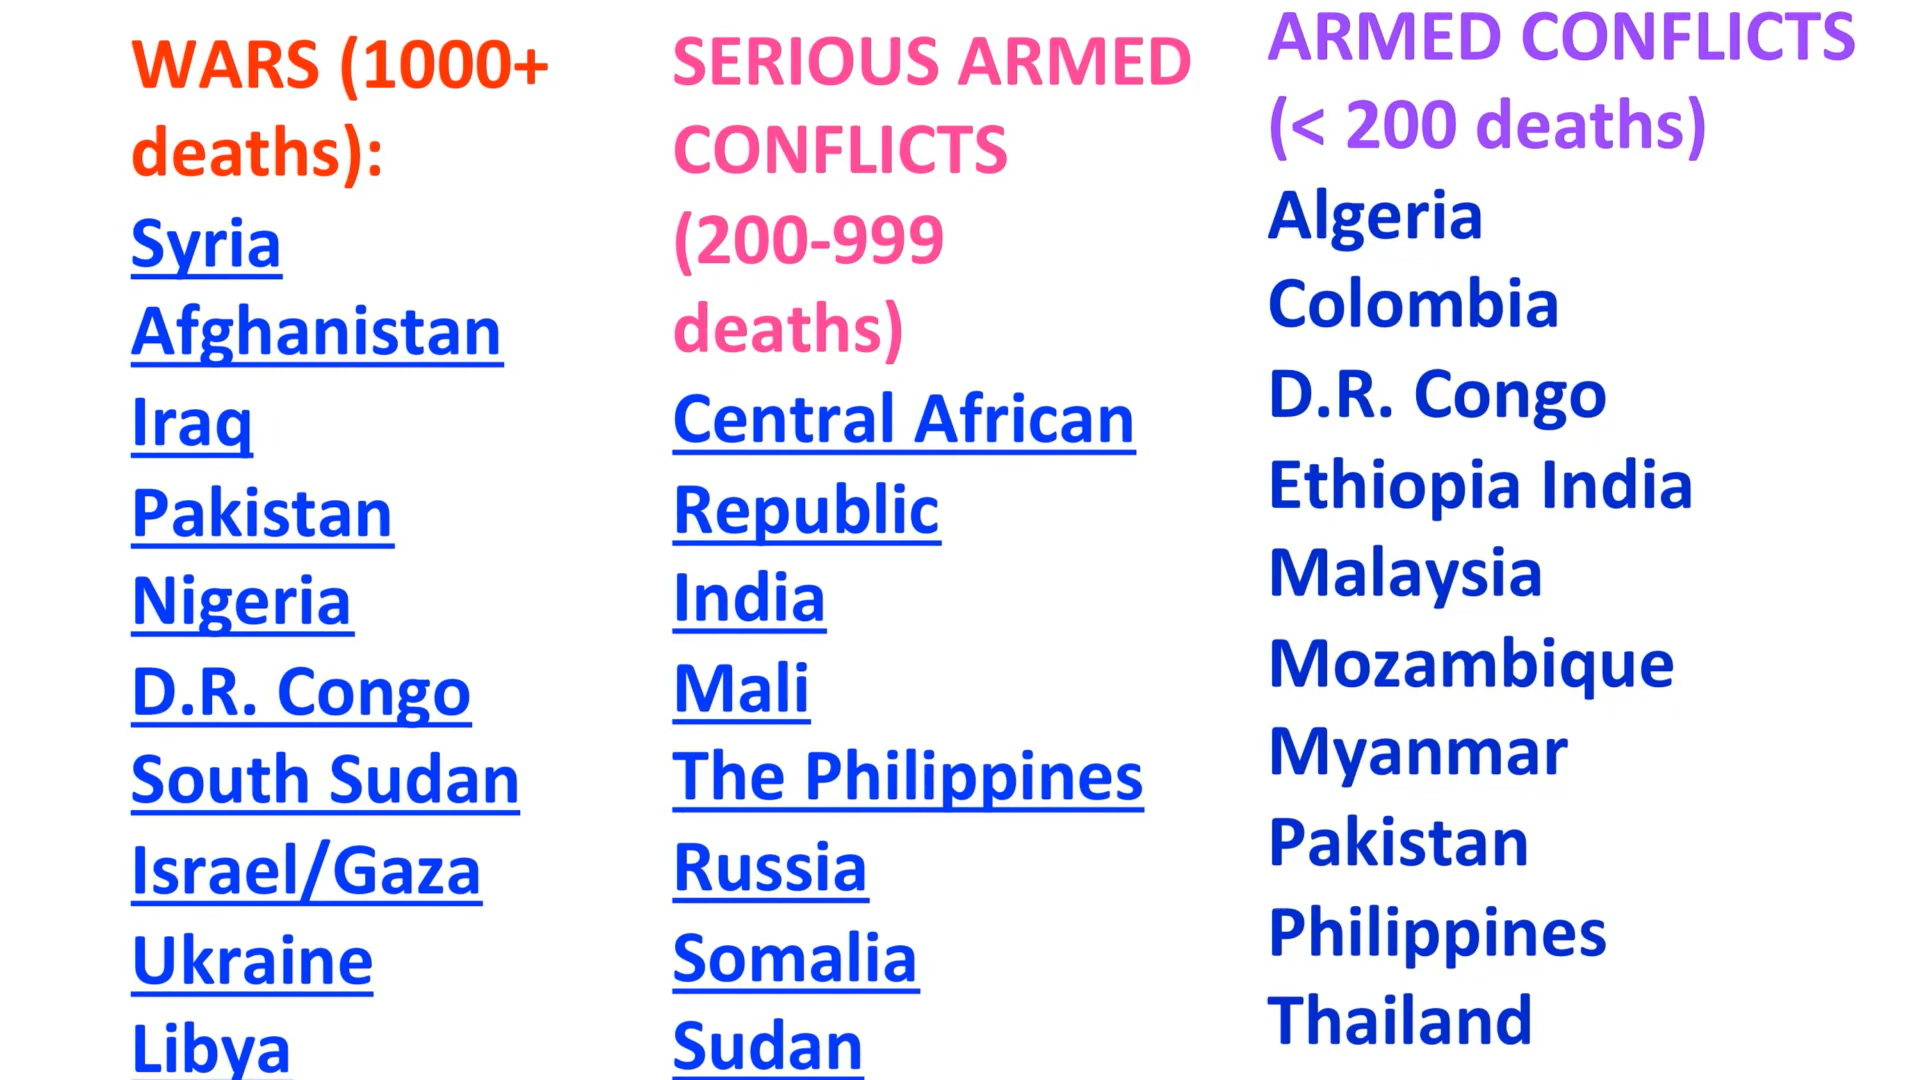 WARS (1000+
deaths):
Syria
Afghanistan
Iraq
Pakistan
Nigeria
D.R. Congo
South Sudan
Israel/Gaza
Ukraine
Libya
SERIOUS ARMED
CONFLICTS
(200-999
deaths)
Central African
Republic
India
Mali
The Philippines
Russia
Somalia
Sudan
ARMED CONFLICTS
(< 200 deaths)
Algeria
Colombia
D.R. Congo
Ethiopia India
Malaysia
Mozambique
Myanmar
Pakistan
Philippines
Thailand